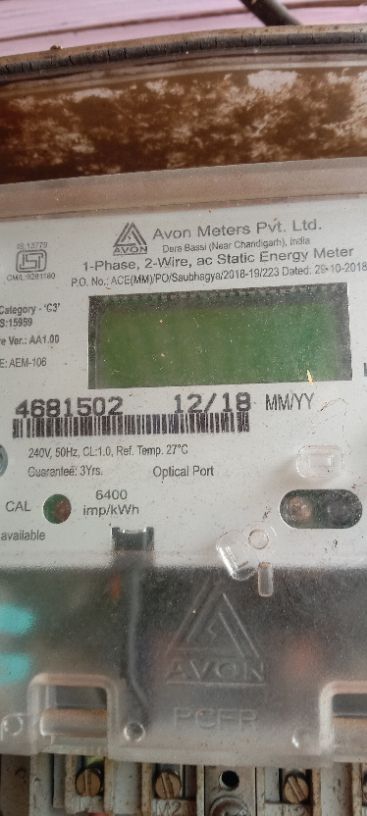 IS:13779
CM/L-9261160
AVON
Avon Meters Pvt. Ltd.
Dera Bassi (Near Chandigarh), India
1-Phase, 2-Wire, ac Static Energy Meter
P.O. No.: ACE(MM)/PO/Saubhagya/2018-19/223 Dated: 29-10-2018
Category - 'C3'
S:15959
re Ver.: AA1.00
E: AEM-106
4681502 12/18 MM/YY
240V, 50Hz, CL:1.0, Ref. Temp. 27°C
Guarantee: 3Yrs. Optical Port
CAL 6400
imp/kWh
available
AVON
PCFR
M2